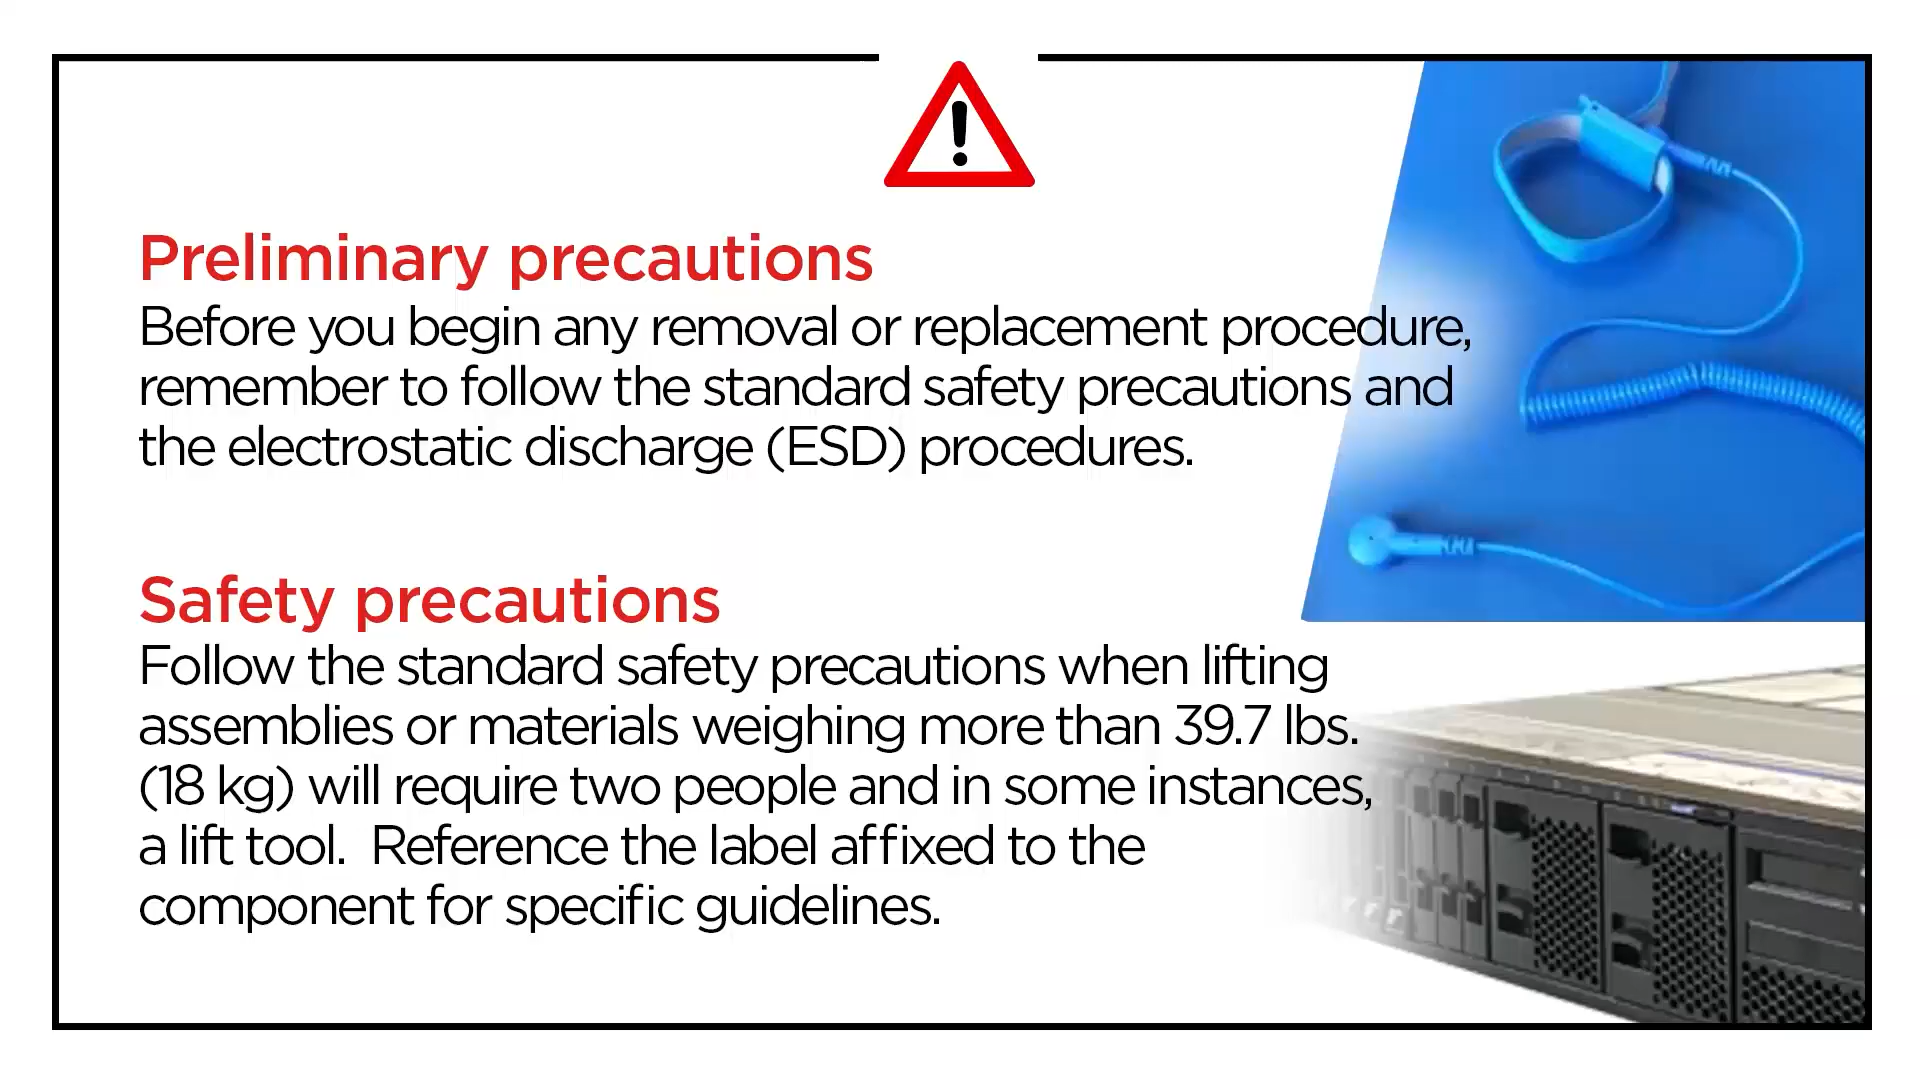 Preliminary precautions
Before you begin any removal or replacement procedure,
remember to follow the standard safety precautions and
the electrostatic discharge (ESD) procedures.
Safety precautions
Follow the standard safety precautions when lifting
assemblies or materials weighing more than 39.7 lbs.
(18 kg) will require two people and in some instances,
a lift tool.  Reference the label affixed to the
component for specific guidelines.